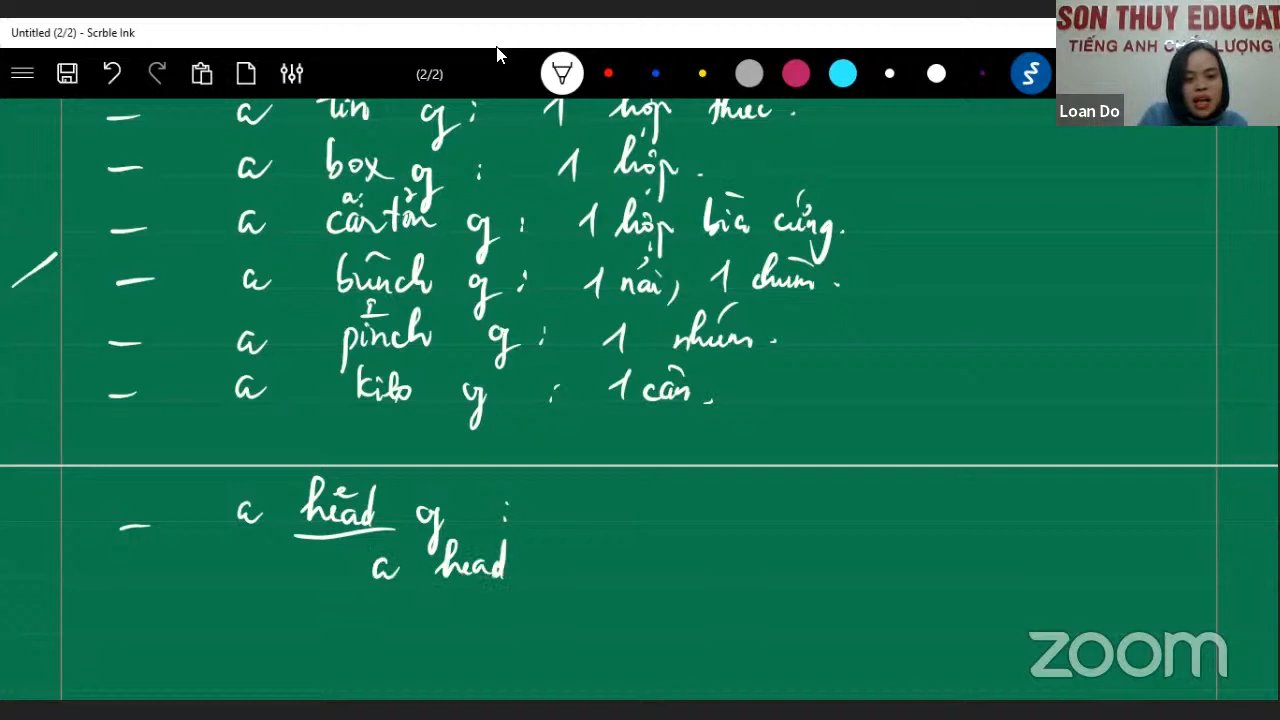 Untitled (2/2) - Scrble Ink
(2/2)
SON THUY EDUCAT
TIẾNG ANH CHẤT LƯỢNG
Loan Do
- a tin of : 1 hộp thiếc.
- a box of : 1 hộp.
- a carton of : 1 hộp bìa cứng.
- a bunch of : 1 nải, 1 chùm.
- a pinch of : 1 nhúm.
- a kilo of : 1 cân.
- a head of :
a head
zoom